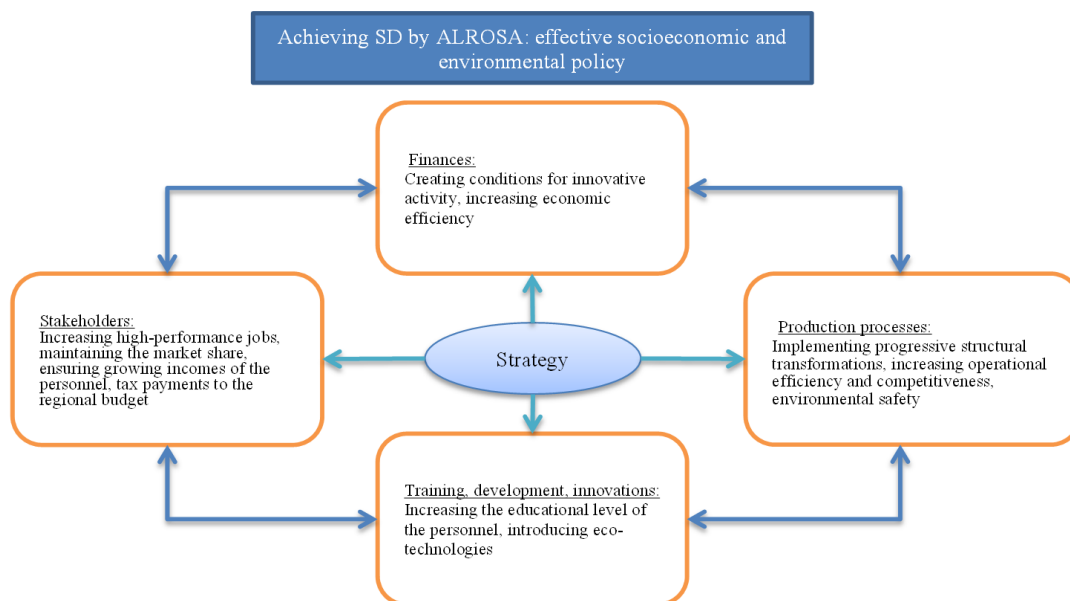 Achieving SD by ALROSA: effective socioeconomic and
environmental policy
Finances:
Creating conditions for innovative
activity, increasing economic
efficiency
Stakeholders:
Increasing high-performance jobs,
maintaining the market share,
ensuring growing incomes of the
personnel, tax payments to the
regional budget
Strategy
Production processes:
Implementing progressive structural
transformations, increasing operational
efficiency and competitiveness,
environmental safety
Training, development, innovations:
Increasing the educational level of
the personnel, introducing eco-
technologies